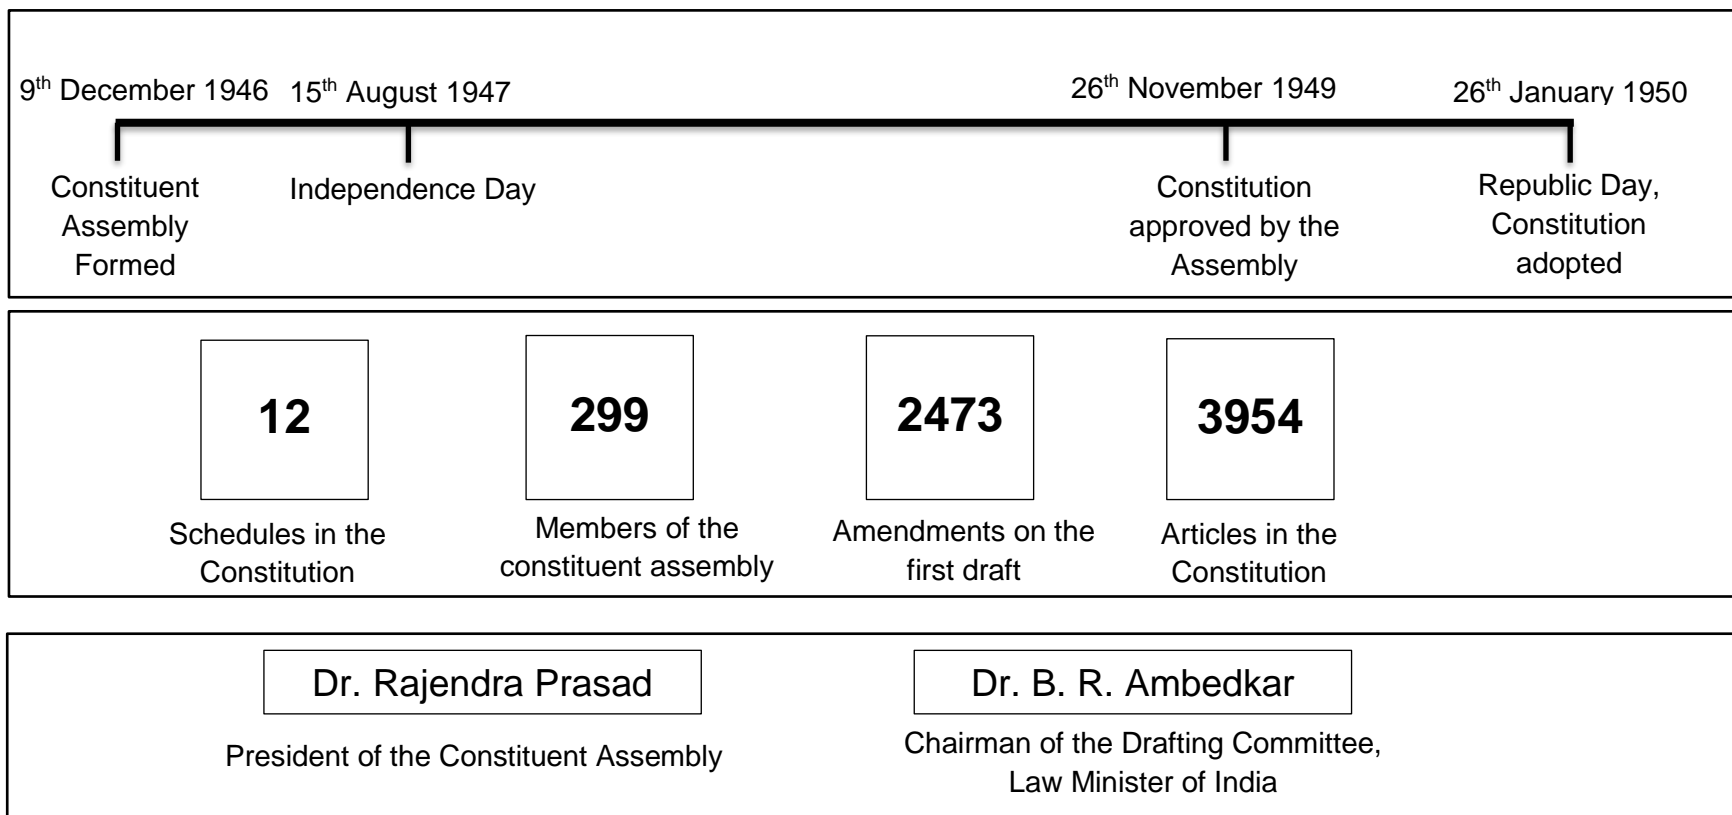 9th December 1946 15th August 1947 26th November 1949 26th January 1950
Constituent
Assembly
Formed
Independence Day
Constitution
approved by the
Assembly
Republic Day,
Constitution
adopted
12
Schedules in the
Constitution
299
Members of the
constituent assembly
2473
Amendments on the
first draft
3954
Articles in the
Constitution
Dr. Rajendra Prasad
President of the Constituent Assembly
Dr. B. R. Ambedkar
Chairman of the Drafting Committee,
Law Minister of India